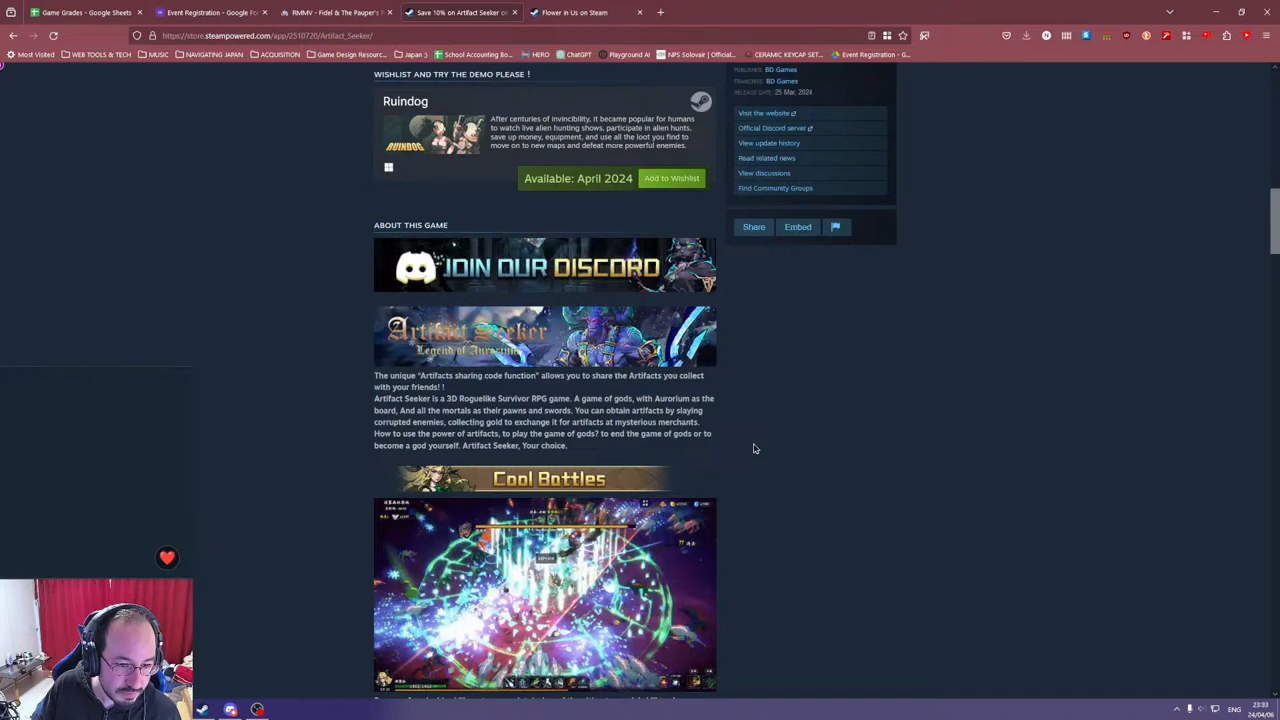 Game Grades - Google Sheets
Event Registration - Google Fo
RMMV - Fidel & The Pauper's
Save 10% on Artifact Seeker on
Flower in Us on Steam
https://store.steampowered.com/app/2510720/Artifact_Seeker/
Most Visited
WEB TOOLS & TECH
MUSIC
NAVIGATING JAPAN
ACQUISITION
Game Design Resourc...
Japan ;)
School Accounting Bo...
HERO
ChatGPT
Playground AI
NPS Solovair | Official...
CERAMIC KEYCAP SET...
Event Registration - G...
WISHLIST AND TRY THE DEMO PLEASE !
Ruindog
RUINDOG
After centuries of invincibility, it became popular for humans
to watch live alien hunting shows, participate in alien hunts,
save up money, equipment, and use all the loot you find to
move on to new maps and defeat more powerful enemies.
Available: April 2024
Add to Wishlist
PUBLISHER: BD Games
FRANCHISE: BD Games
RELEASE DATE: 25 Mar, 2024
Visit the website
Official Discord server
View update history
Read related news
View discussions
Find Community Groups
Share
Embed
ABOUT THIS GAME
JOIN OUR DISCORD
Artifact Seeker
Legend of Aurorium
The unique "Artifacts sharing code function" allows you to share the Artifacts you collect
with your friends! !
Artifact Seeker is a 3D Roguelike Survivor RPG game. A game of gods, with Aurorium as the
board, And all the mortals as their pawns and swords. You can obtain artifacts by slaying
corrupted enemies, collecting gold to exchange it for artifacts at mysterious merchants.
How to use the power of artifacts, to play the game of gods? to end the game of gods or to
become a god yourself. Artifact Seeker, Your choice.
Cool Battles
ENG
23:33
24/04/06